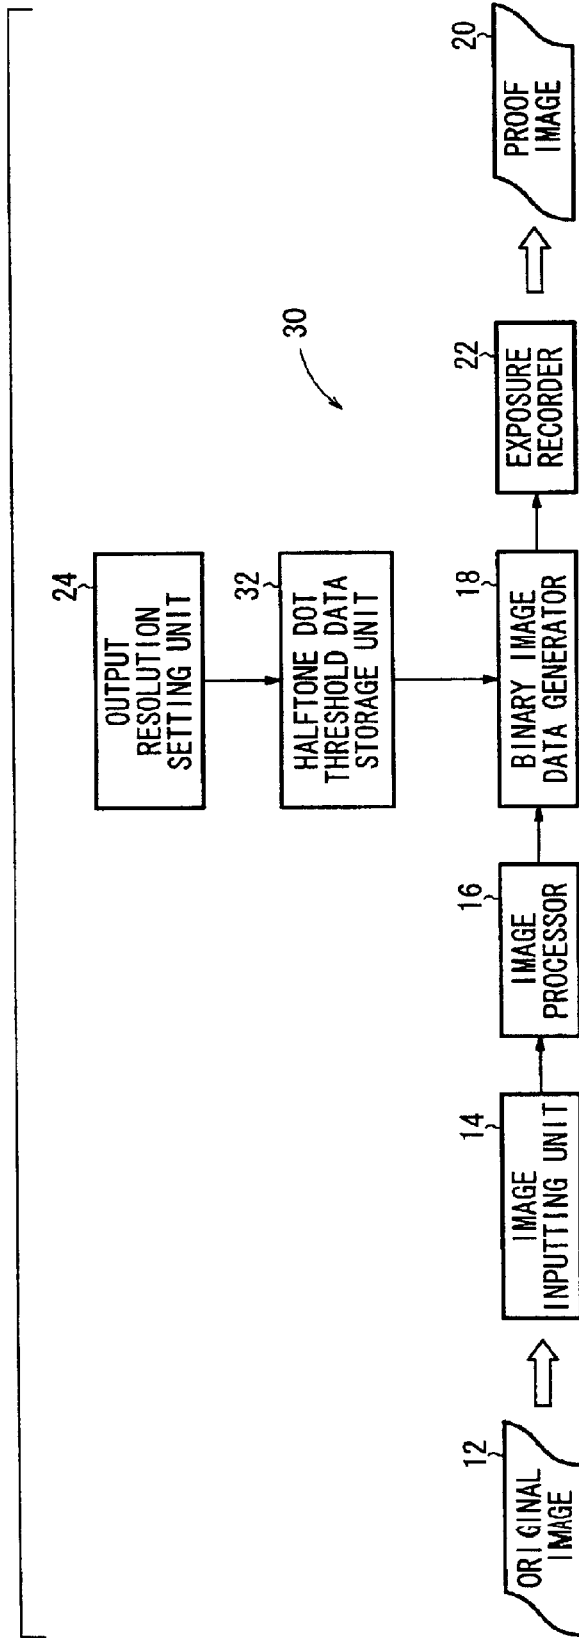 30
24
OUTPUT
RESOLUTION
SETTING UNIT
32
HALFTONE DOT
THRESHOLD DATA
STORAGE UNIT
12
ORIGINAL
IMAGE
14
IMAGE
INPUTTING UNIT
16
IMAGE
PROCESSOR
18
BINARY IMAGE
DATA GENERATOR
22
EXPOSURE
RECORDER
20
PROOF
IMAGE